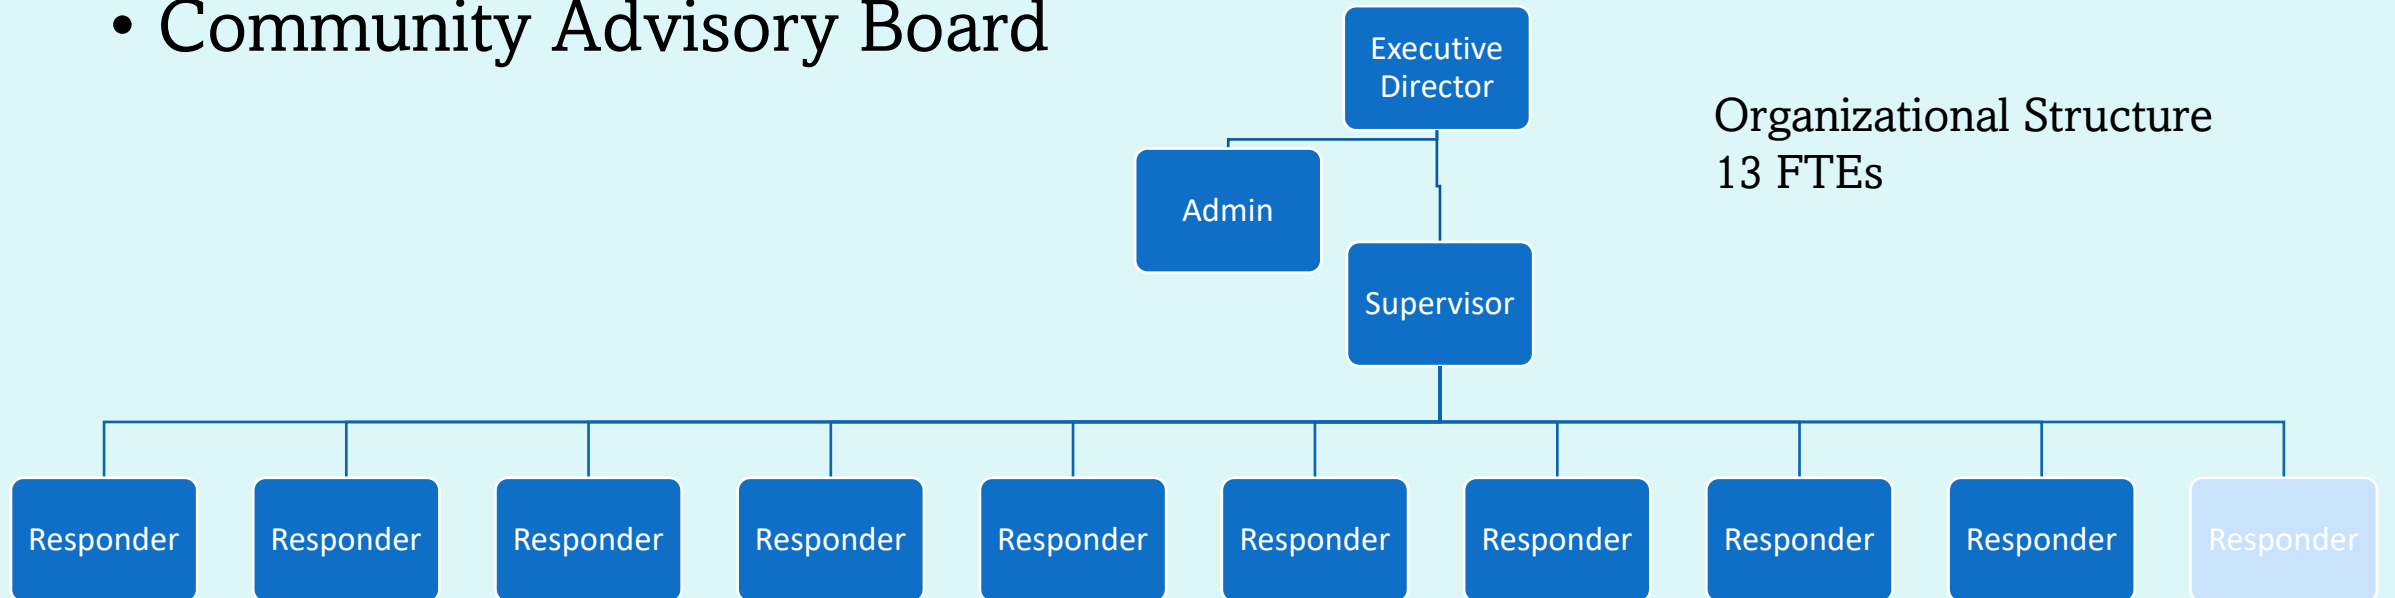 • Community Advisory Board
Executive
Director
Organizational Structure
13 FTEs
Admin
Supervisor
Responder
Responder
Responder
Responder
Responder
Responder
Responder
Responder
Responder
Responder